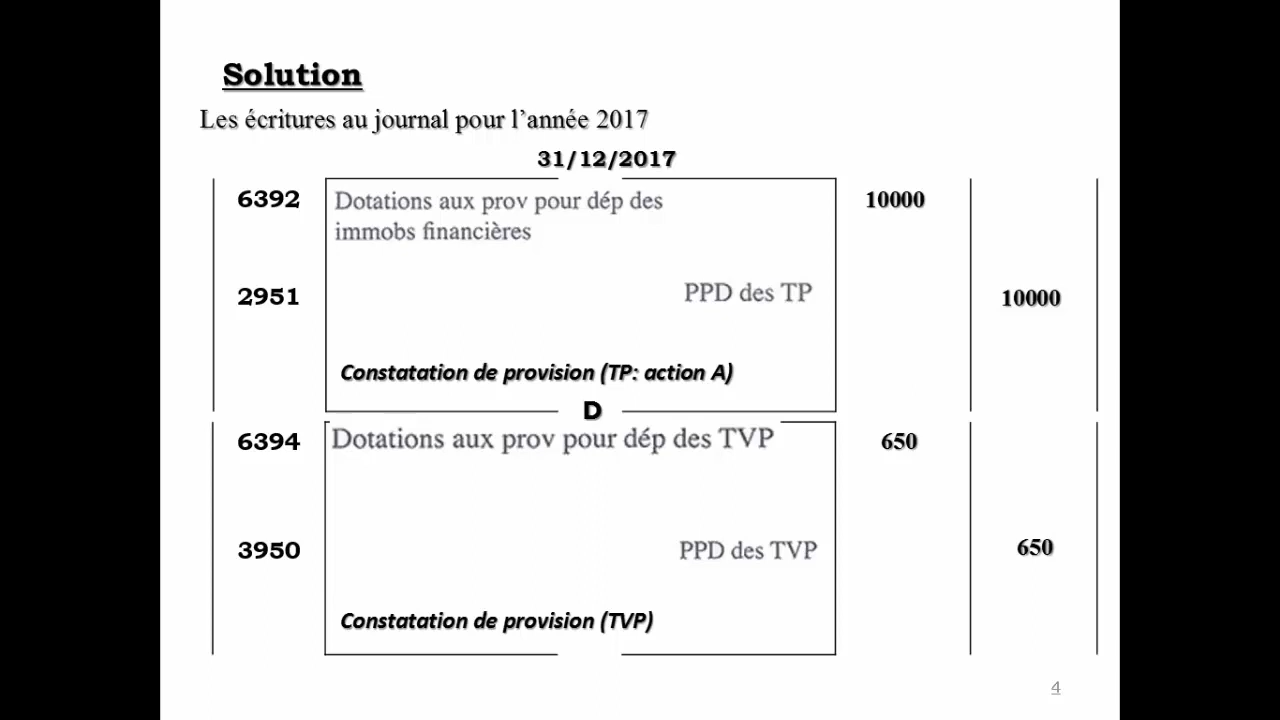 Solution
Les écritures au journal pour l’année 2017
31/12/2017
6392 Dotations aux prov pour dép des 10000
immobs financières
2951 PPD des TP 10000
Constatation de provision (TP: action A)
D
6394 Dotations aux prov pour dép des TVP 650
3950 PPD des TVP 650
Constatation de provision (TVP)
4